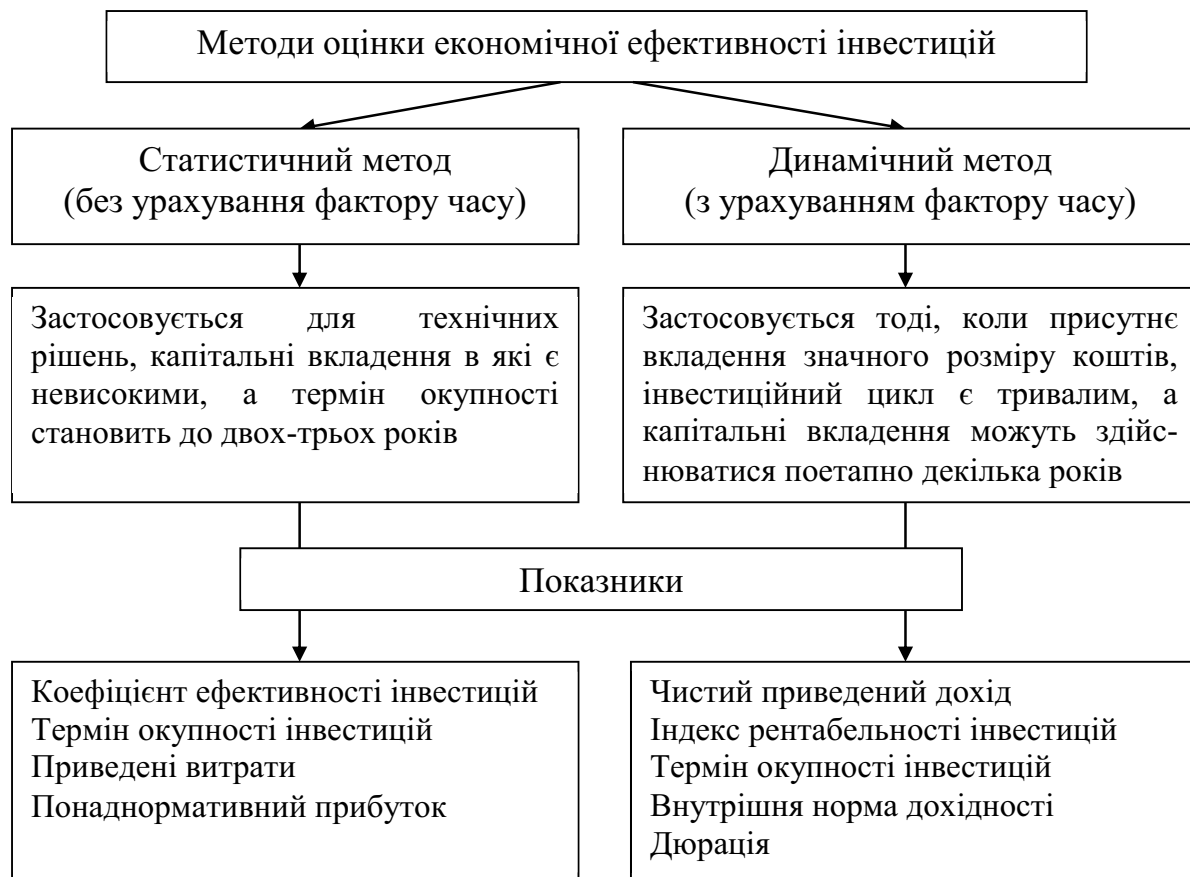 Методи оцінки економічної ефективності інвестицій
Статистичний метод
(без урахування фактору часу)
Динамічний метод
(з урахуванням фактору часу)
Застосовується для технічних
рішень, капітальні вкладення в які є
невисокими, а термін окупності
становить до двох-трьох років
Застосовується тоді, коли присутнє
вкладення значного розміру коштів,
інвестиційний цикл є тривалим, а
капітальні вкладення можуть здійс-
нюватися поетапно декілька років
Показники
Коефіцієнт ефективності інвестицій
Термін окупності інвестицій
Приведені витрати
Понаднормативний прибуток
Чистий приведений дохід
Індекс рентабельності інвестицій
Термін окупності інвестицій
Внутрішня норма дохідності
Дюрація